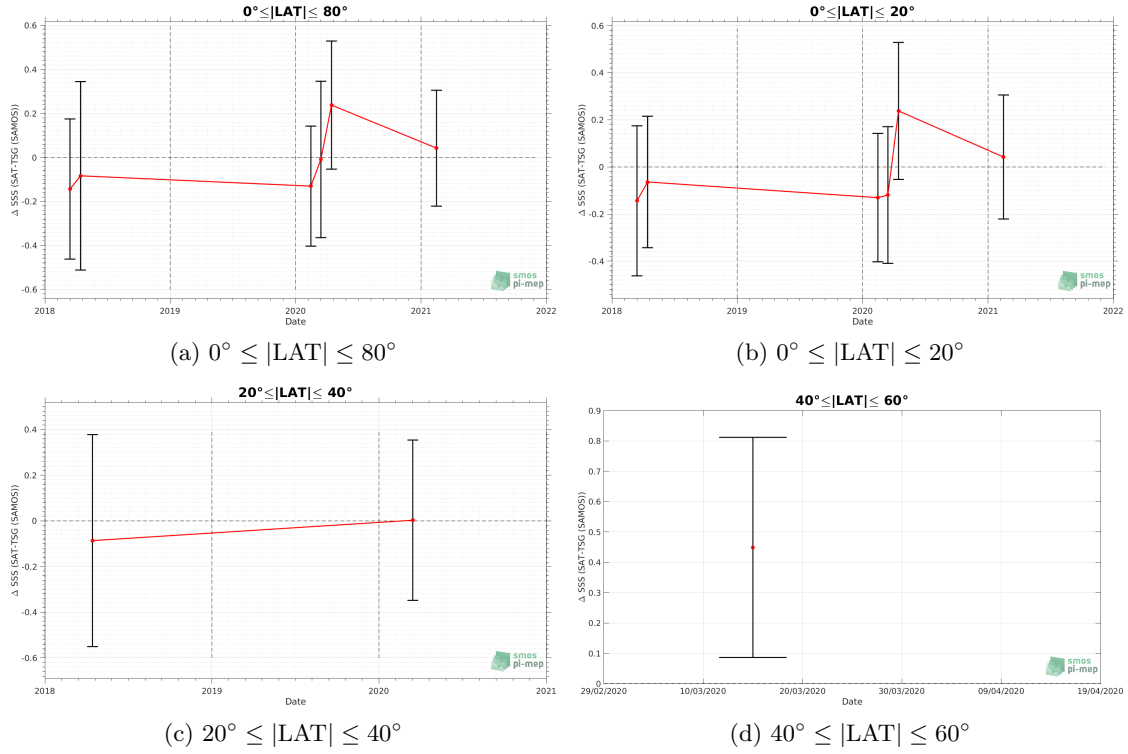 0°≤|LAT|≤ 80°
0.6
0.4
0.2
0
-0.2
-0.4
-0.6
Δ SSS (SAT-TSG (SAMOS))
2018
2019
2020
2021
2022
Date
smos
pi-mep
(a) 0° ≤ |LAT| ≤ 80°
0°≤|LAT|≤ 20°
0.6
0.4
0.2
0
-0.2
-0.4
Δ SSS (SAT-TSG (SAMOS))
2018
2019
2020
2021
2022
Date
smos
pi-mep
(b) 0° ≤ |LAT| ≤ 20°
20°≤|LAT|≤ 40°
0.4
0.2
0
-0.2
-0.4
-0.6
Δ SSS (SAT-TSG (SAMOS))
2018
2019
2020
2021
Date
smos
pi-mep
(c) 20° ≤ |LAT| ≤ 40°
40°≤|LAT|≤ 60°
0.9
0.8
0.7
0.6
0.5
0.4
0.3
0.2
0.1
0
Δ SSS (SAT-TSG (SAMOS))
29/02/2020
10/03/2020
20/03/2020
30/03/2020
09/04/2020
19/04/2020
Date
smos
pi-mep
(d) 40° ≤ |LAT| ≤ 60°